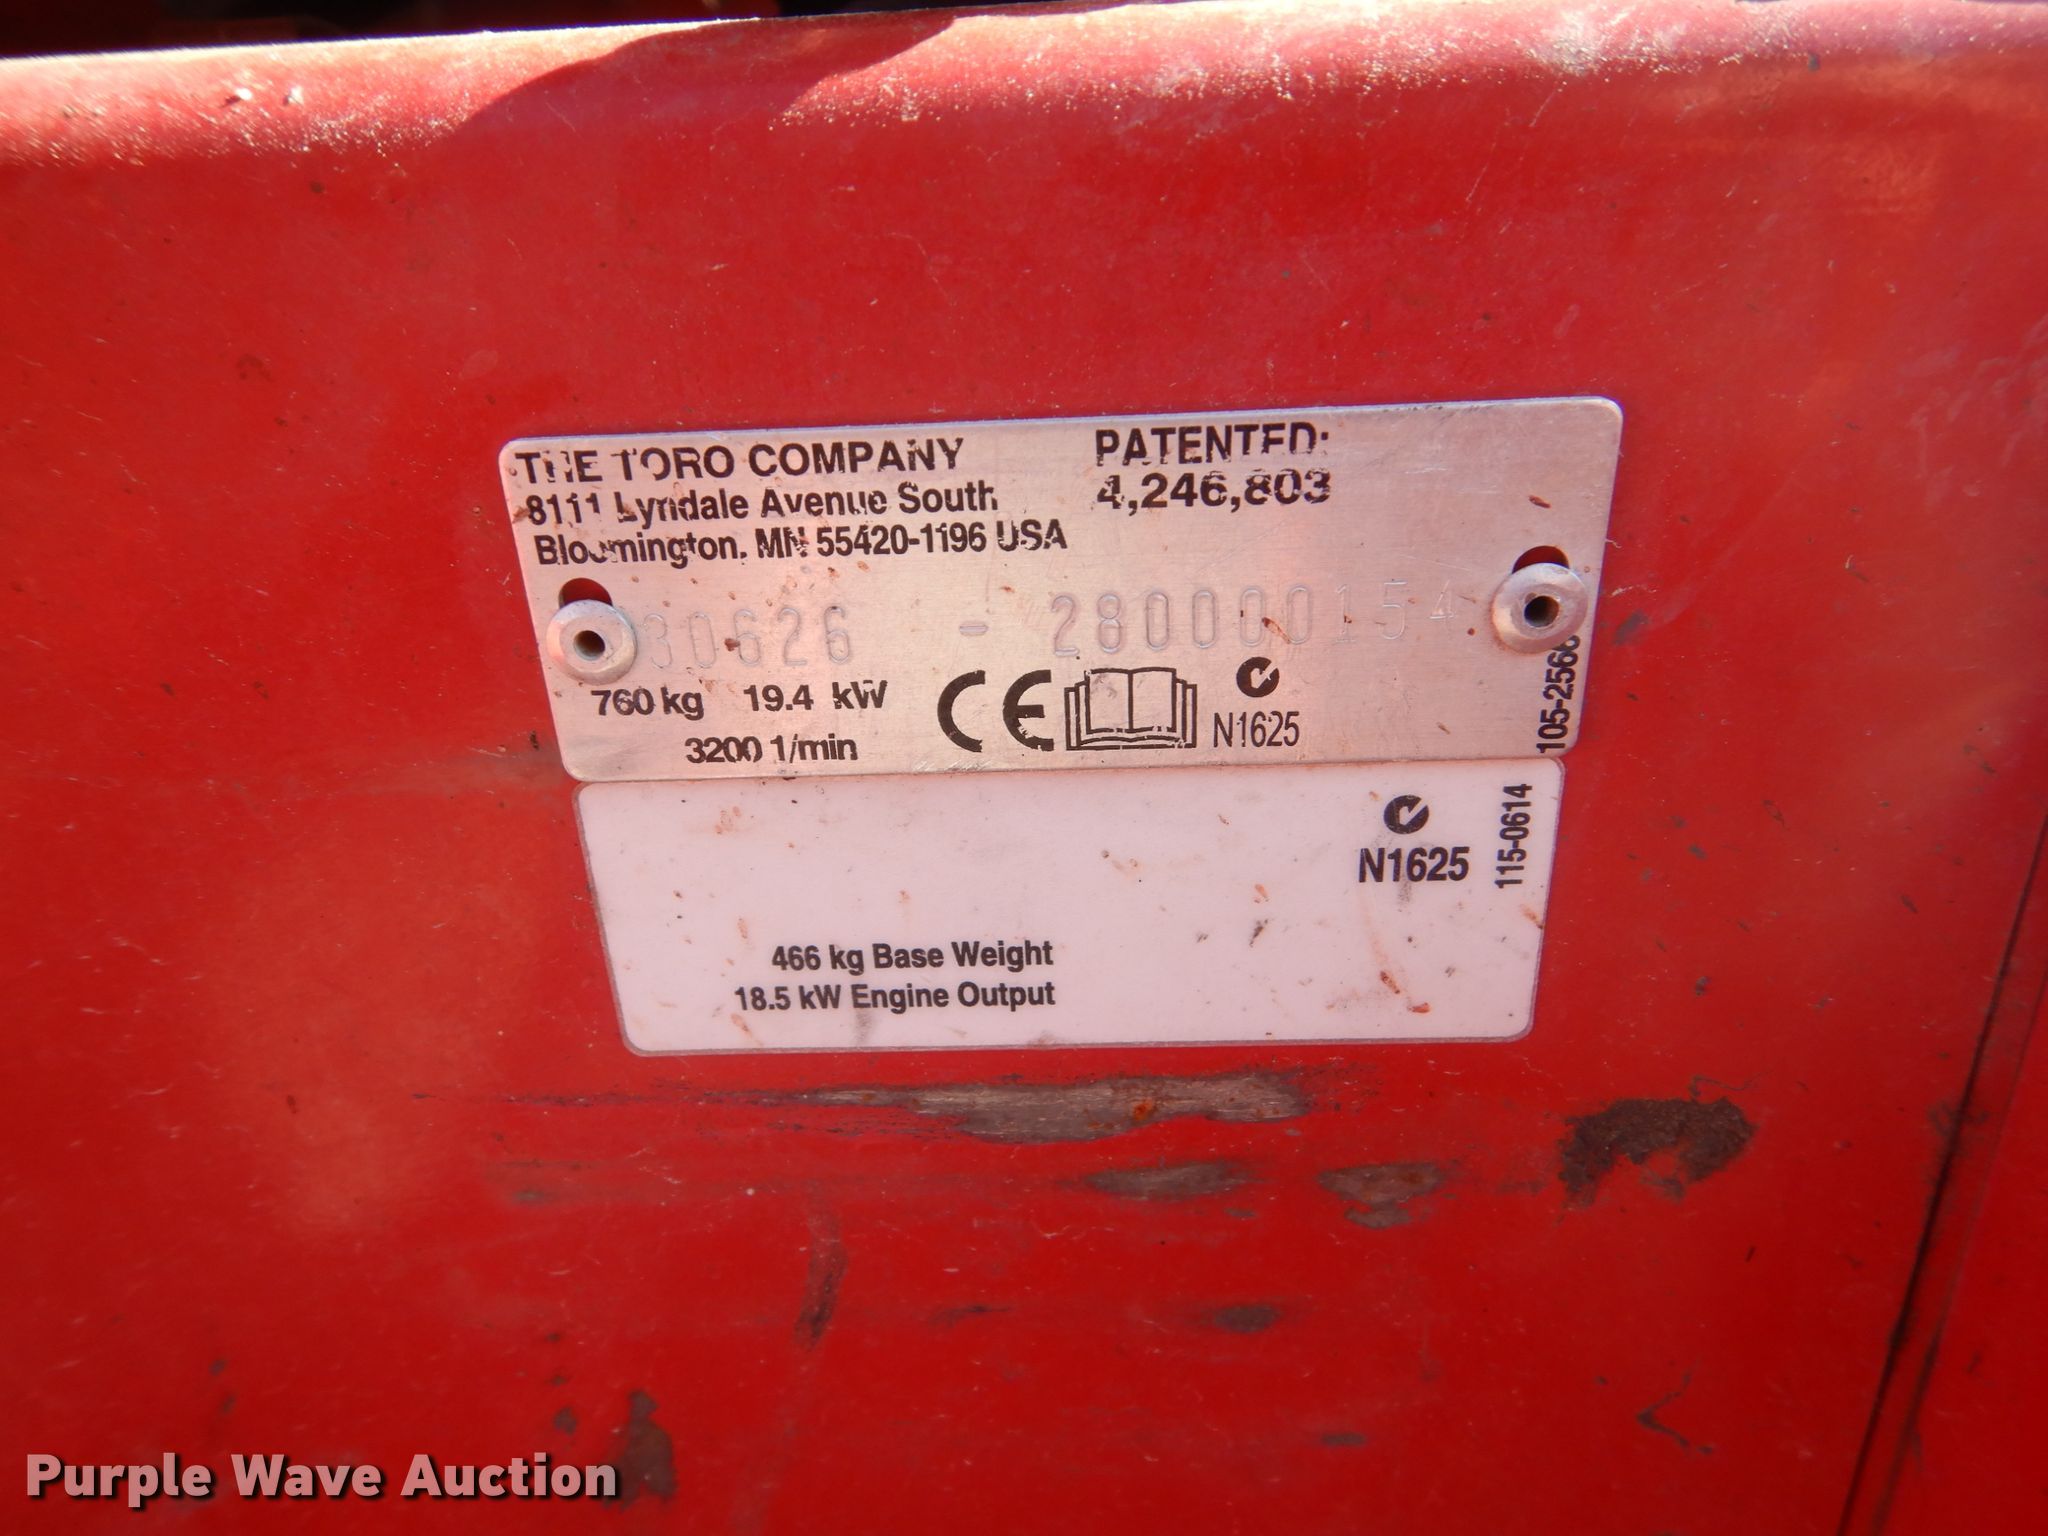 THE TORO COMPANY
8111 Lyndale Avenue South
Bloomington, MN 55420-1196 USA
PATENTED:
4,246,803
30626 - 280000154
760 kg 19.4 kW
3200 1/min
CE
N1625
N1625
115-0614
466 kg Base Weight
18.5 kW Engine Output
Purple Wave Auction